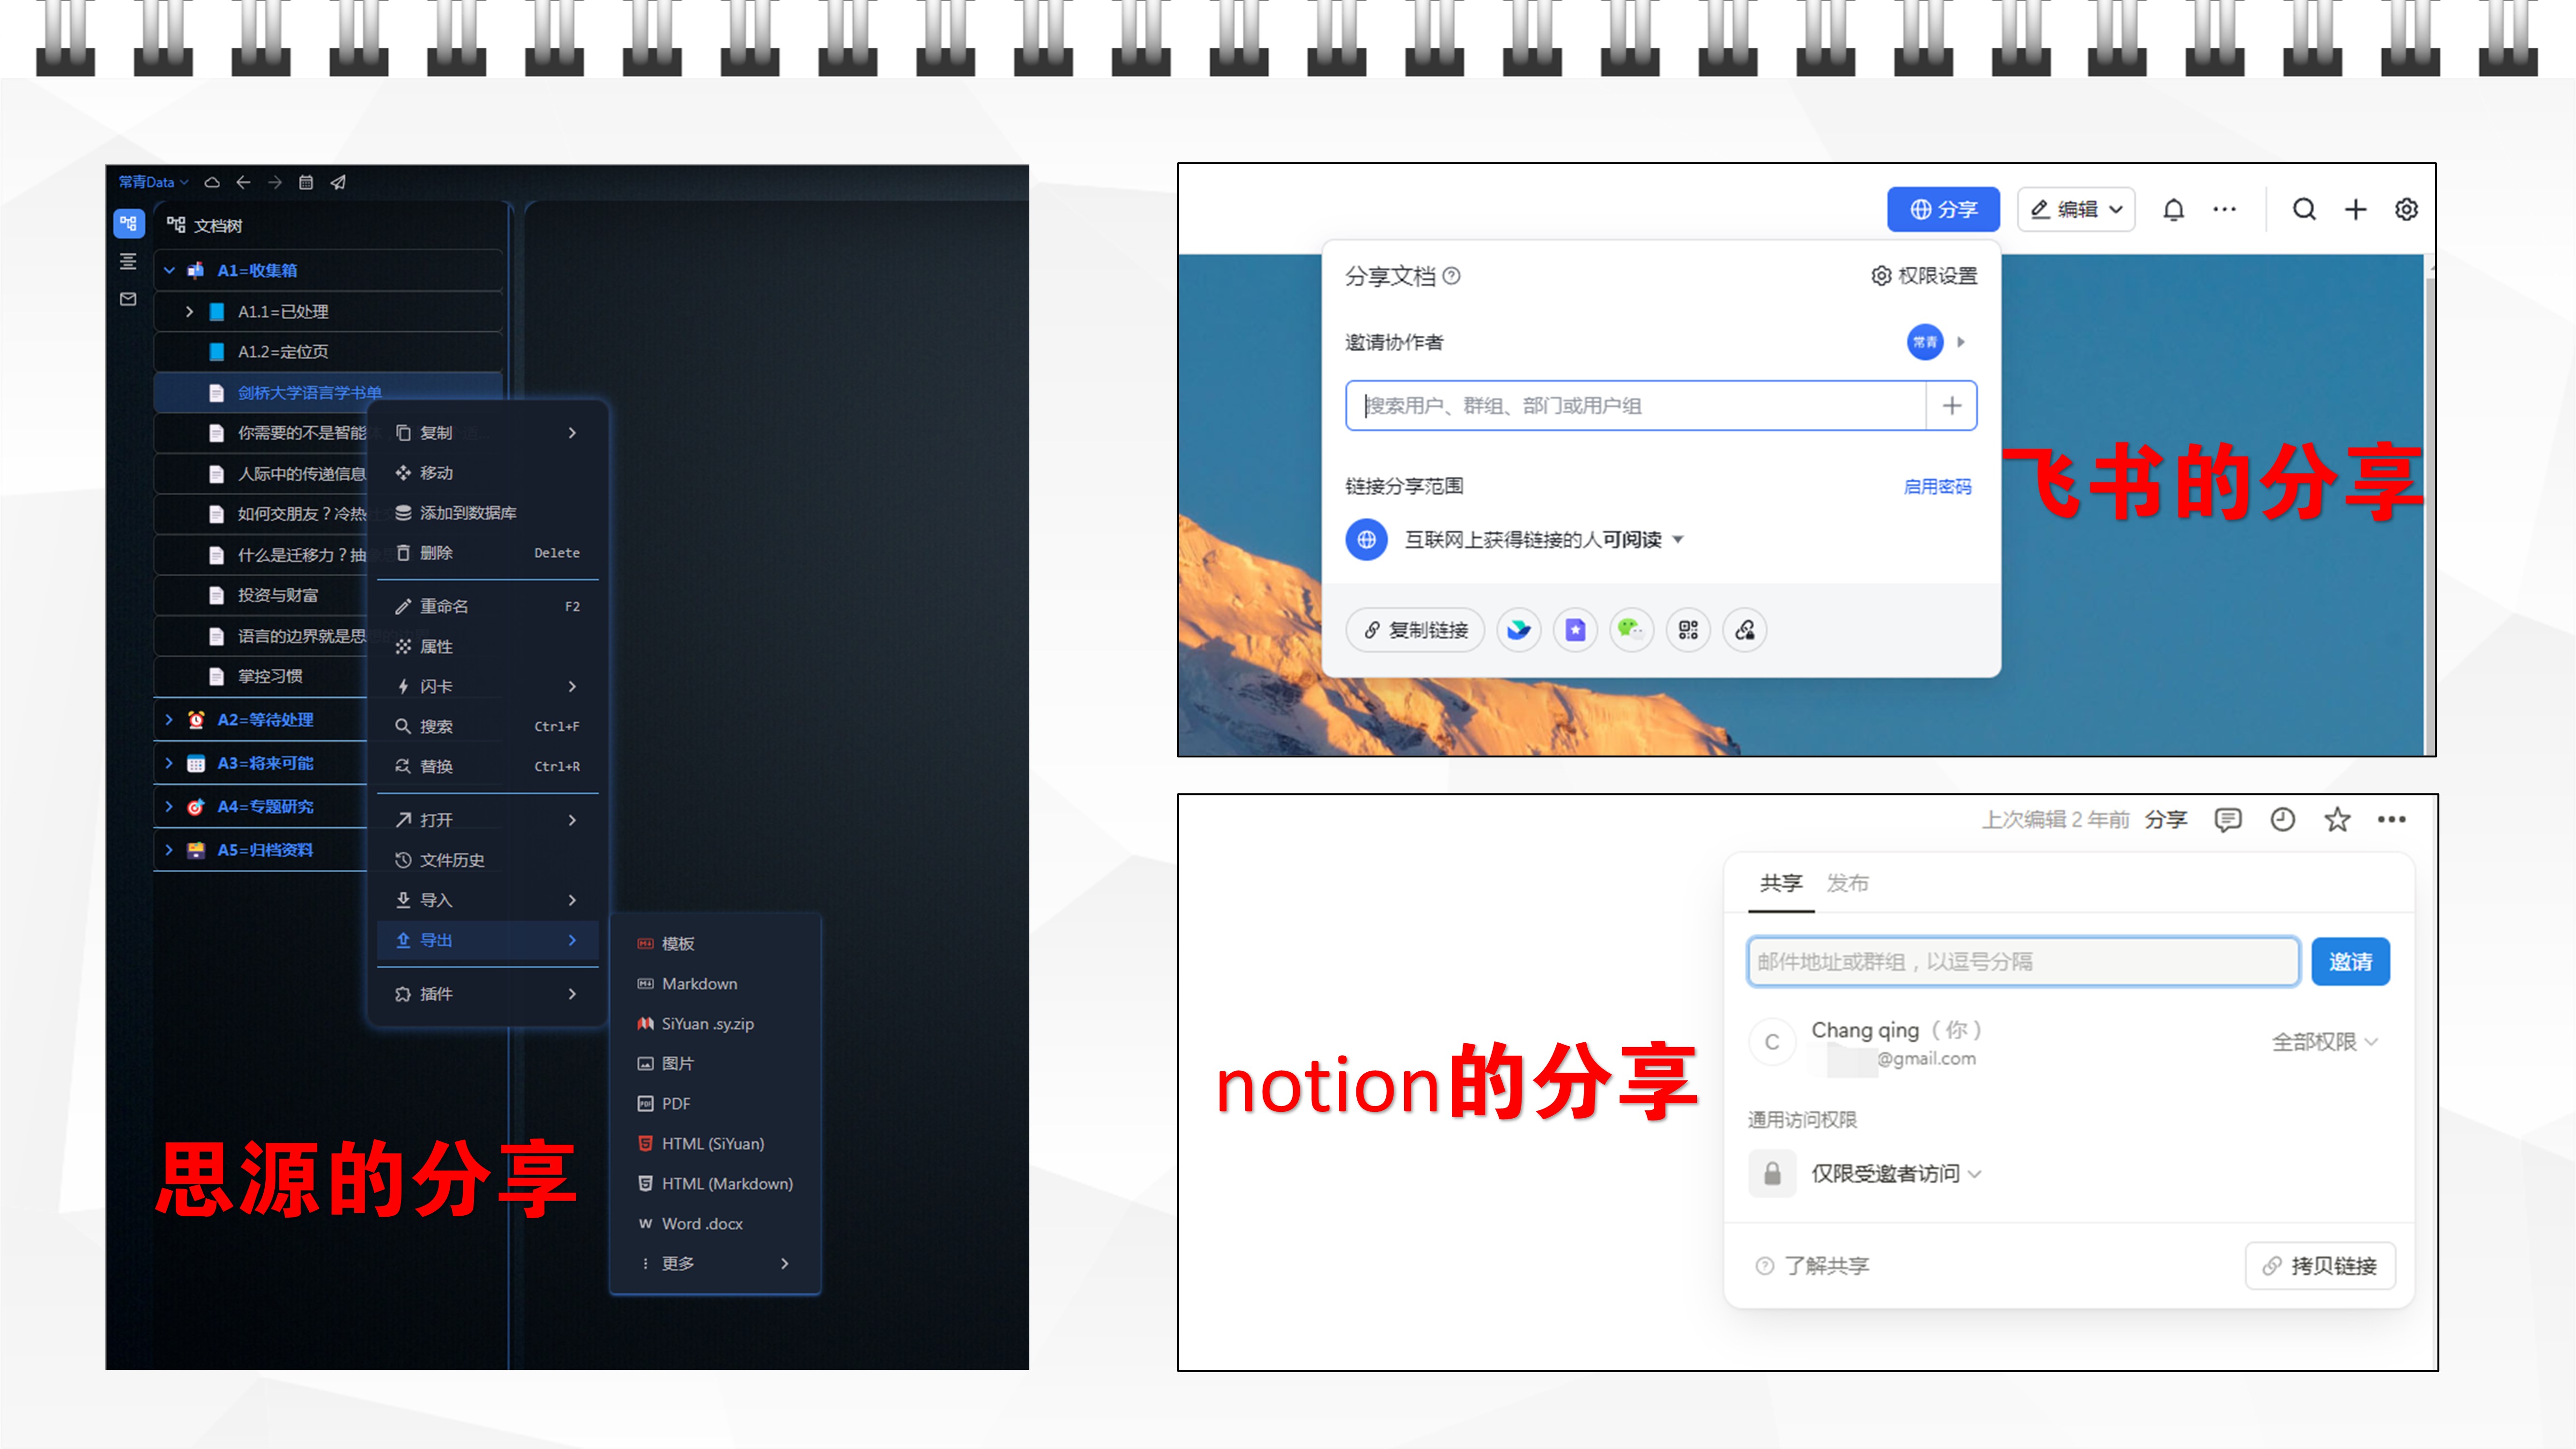 常青Data
文档树
A1=收集箱
A1.1=已处理
A1.2=定位页
剑桥大学语言学书单
你需要的不是智能
人际中的传递信息
如何交朋友？冷热
什么是迁移力？抽
投资与财富
语言的边界就是思
掌控习惯
A2=等待处理
A3=将来可能
A4=专题研究
A5=归档资料
复制
移动
添加到数据库
删除 Delete
重命名 F2
属性
闪卡
搜索 Ctrl+F
替换 Ctrl+R
打开
文件历史
导入
导出
插件
模板
Markdown
SiYuan .sy.zip
图片
PDF
HTML (SiYuan)
HTML (Markdown)
Word .docx
更多
思源的分享
分享 编辑
分享文档 权限设置
邀请协作者 常青
搜索用户、群组、部门或用户组
链接分享范围 启用密码
互联网上获得链接的人可阅读
复制链接
飞书的分享
上次编辑 2 年前 分享
共享 发布
邮件地址或群组，以逗号分隔 邀请
C Chang qing（你） 全部权限
@gmail.com
通用访问权限
仅限受邀者访问
了解共享 拷贝链接
notion的分享